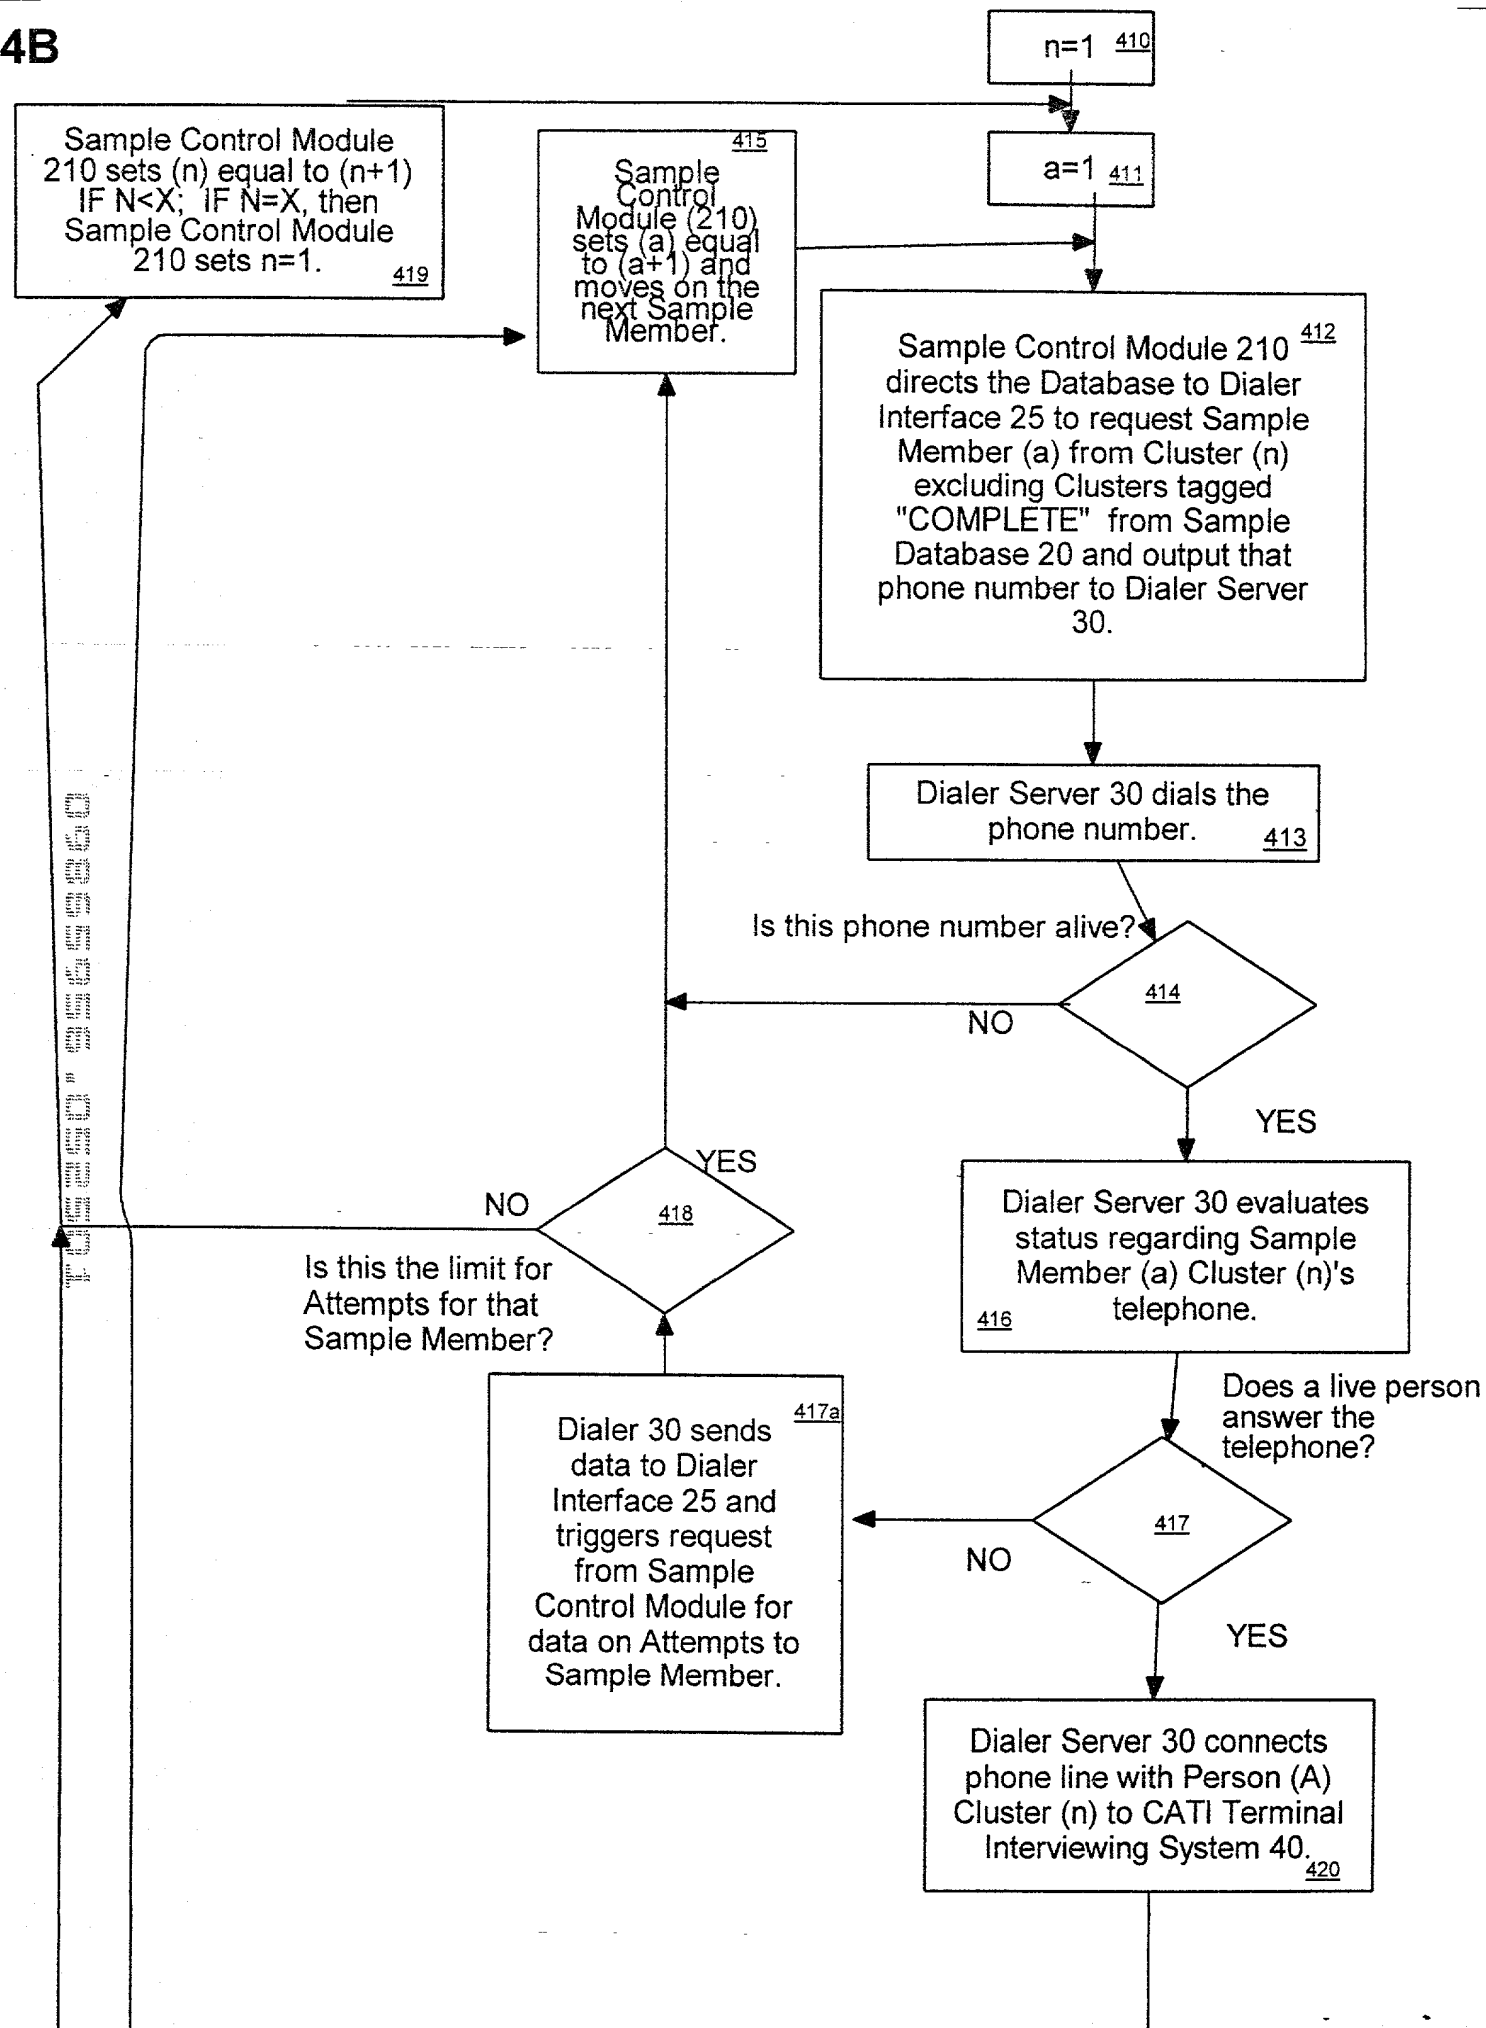 4B
n=1 410
Sample Control Module
210 sets (n) equal to (n+1)
IF N<X; IF N=X, then
Sample Control Module
210 sets n=1.
419
415
Sample
Control
Module (210)
sets (a) equal
to (a+1) and
moves on the
next Sample
Member.
a=1 411
412
Sample Control Module 210
directs the Database to Dialer
Interface 25 to request Sample
Member (a) from Cluster (n)
excluding Clusters tagged
"COMPLETE" from Sample
Database 20 and output that
phone number to Dialer Server
30.
Dialer Server 30 dials the
phone number.
413
Is this phone number alive?
414
NO
YES
Dialer Server 30 evaluates
status regarding Sample
Member (a) Cluster (n)'s
telephone.
416
YES
NO
418
Is this the limit for
Attempts for that
Sample Member?
Does a live person
answer the
telephone?
417a
Dialer 30 sends
data to Dialer
Interface 25 and
triggers request
from Sample
Control Module for
data on Attempts to
Sample Member.
417
NO
YES
Dialer Server 30 connects
phone line with Person (A)
Cluster (n) to CATI Terminal
Interviewing System 40.
420
09865956.052501